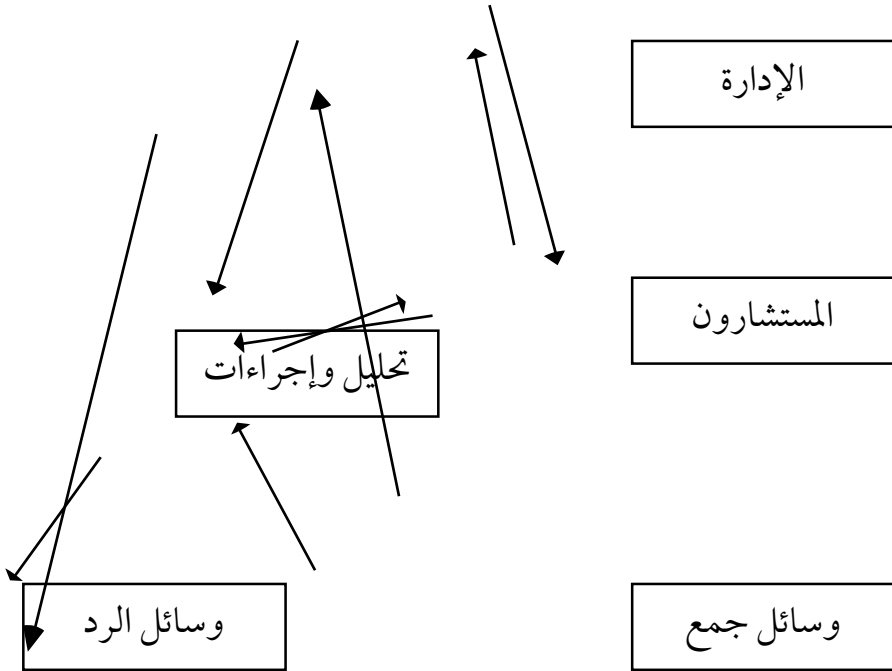 الإدارة
المستشارون
تحليل وإجراءات
وسائل جمع
وسائل الرد